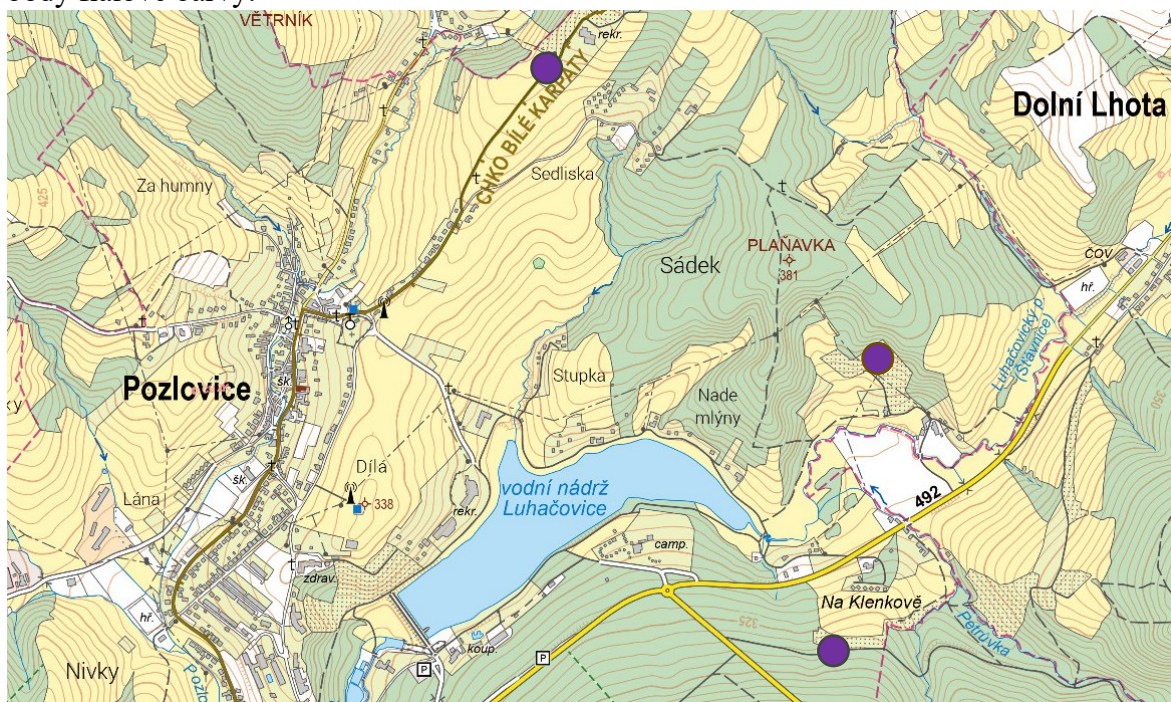 VĚTRNÍK
rekr.
CHKO BÍLÉ KARPATY
Dolní Lhota
Za humny
425
Sedliska
PLAŇAVKA
381
Sádek
ČOV
hř.
Luhačovický p.
(Šťávnice)
350
Pozlovice
šk.
Stupka
Nade
mlýny
Dílá
338
šk.
Lána
rekr.
vodní nádrž
Luhačovice
492
zdrav.
camp.
hř.
Na Klenkově
325
Petrůvka
koup.
P
P
Nivky